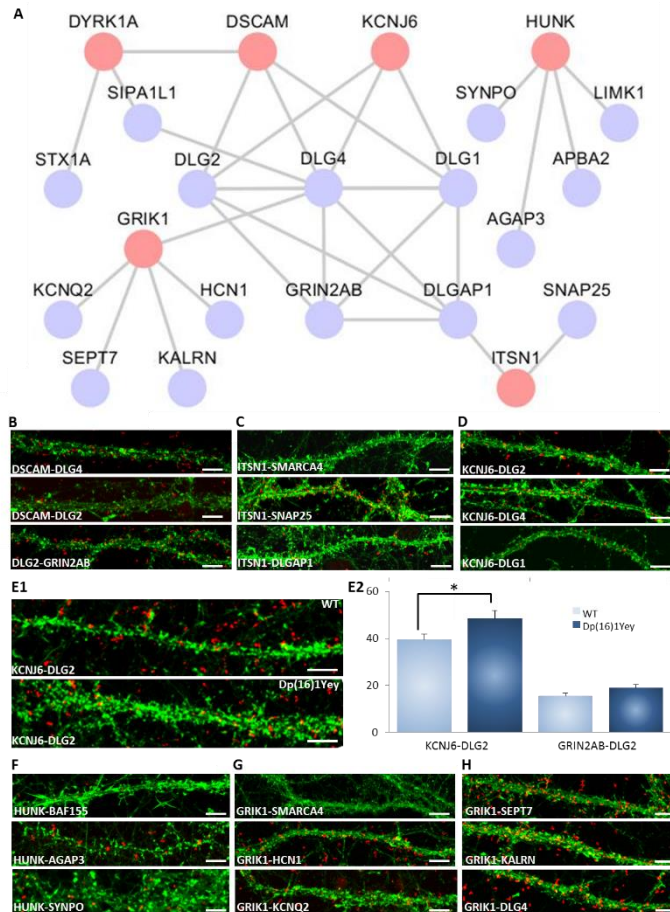 A
DYRK1A
DSCAM
KCNJ6
HUNK
SIPA1L1
SYNPO
LIMK1
STX1A
DLG2
DLG4
DLG1
APBA2
GRIK1
AGAP3
KCNQ2
HCN1
GRIN2AB
DLGAP1
SNAP25
SEPT7
KALRN
ITSN1
B
DSCAM-DLG4
DSCAM-DLG2
DLG2-GRIN2AB
C
ITSN1-SMARCA4
ITSN1-SNAP25
ITSN1-DLGAP1
D
KCNJ6-DLG2
KCNJ6-DLG4
KCNJ6-DLG1
E1
WT
KCNJ6-DLG2
Dp(16)1Yey
KCNJ6-DLG2
E2
60
40
20
0
*
WT
Dp(16)1Yey
KCNJ6-DLG2
GRIN2AB-DLG2
F
HUNK-BAF155
HUNK-AGAP3
HUNK-SYNPO
G
GRIK1-SMARCA4
GRIK1-HCN1
GRIK1-KCNQ2
H
GRIK1-SEPT7
GRIK1-KALRN
GRIK1-DLG4